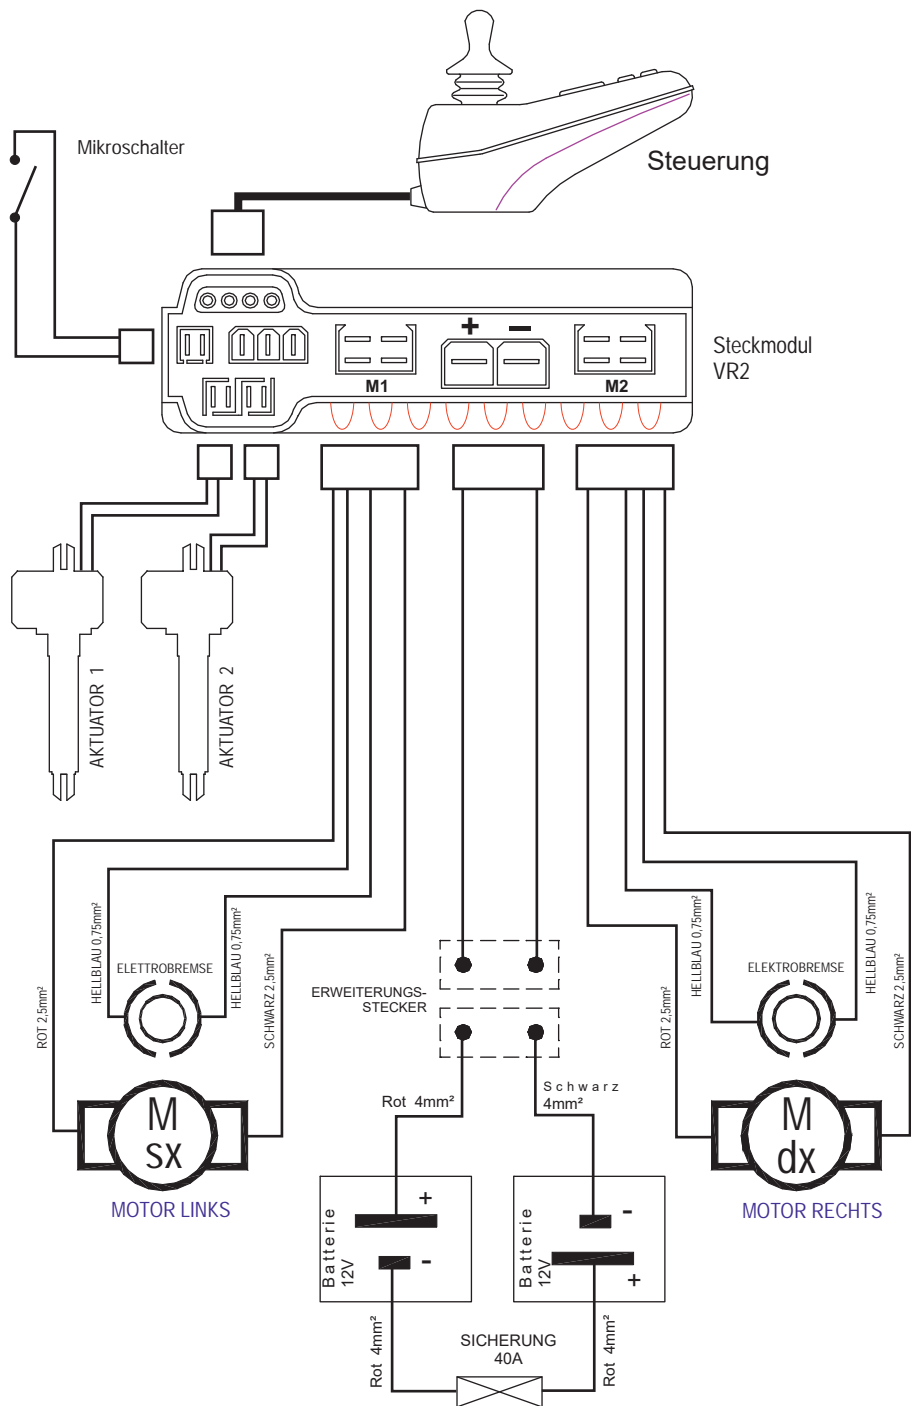 Mikroschalter
Steuerung
+ –
M1
M2
Steckmodul
VR2
AKTUATOR 1
AKTUATOR 2
ROT 2,5mm²
HELLBLAU 0,75mm²
ELETTROBREMSE
HELLBLAU 0,75mm²
SCHWARZ 2,5mm²
ERWEITERUNGS-
STECKER
ROT 2,5mm²
HELLBLAU 0,75mm²
ELEKTROBREMSE
HELLBLAU 0,75mm²
SCHWARZ 2,5mm²
Rot 4mm²
Schwarz
4mm²
M
sx
MOTOR LINKS
M
dx
MOTOR RECHTS
Batterie
12V
+
-
Batterie
12V
-
+
Rot 4mm²
SICHERUNG
40A
Rot 4mm²